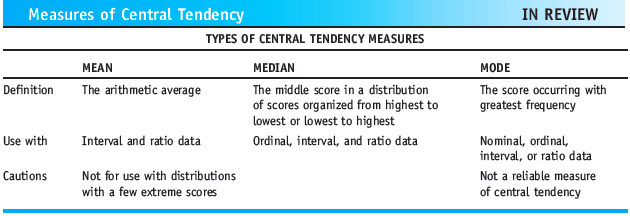 Measures of Central Tendency IN REVIEW
TYPES OF CENTRAL TENDENCY MEASURES
MEAN MEDIAN MODE
Definition The arithmetic average The middle score in a distribution The score occurring with
of scores organized from highest to greatest frequency
lowest or lowest to highest
Use with Interval and ratio data Ordinal, interval, and ratio data Nominal, ordinal,
interval, or ratio data
Cautions Not for use with distributions Not a reliable measure
with a few extreme scores of central tendency